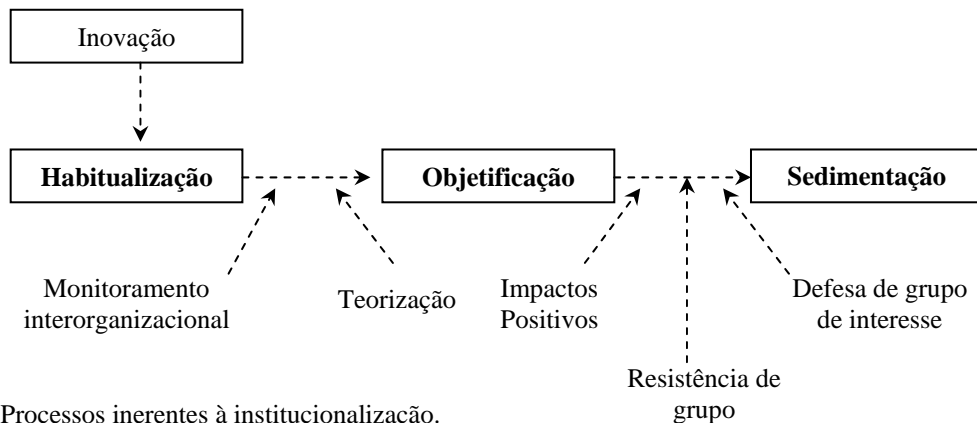 Inovação
Habitualização
Objetificação
Sedimentação
Monitoramento
interorganizacional
Teorização
Impactos
Positivos
Defesa de grupo
de interesse
Resistência de
grupo
Processos inerentes à institucionalização.